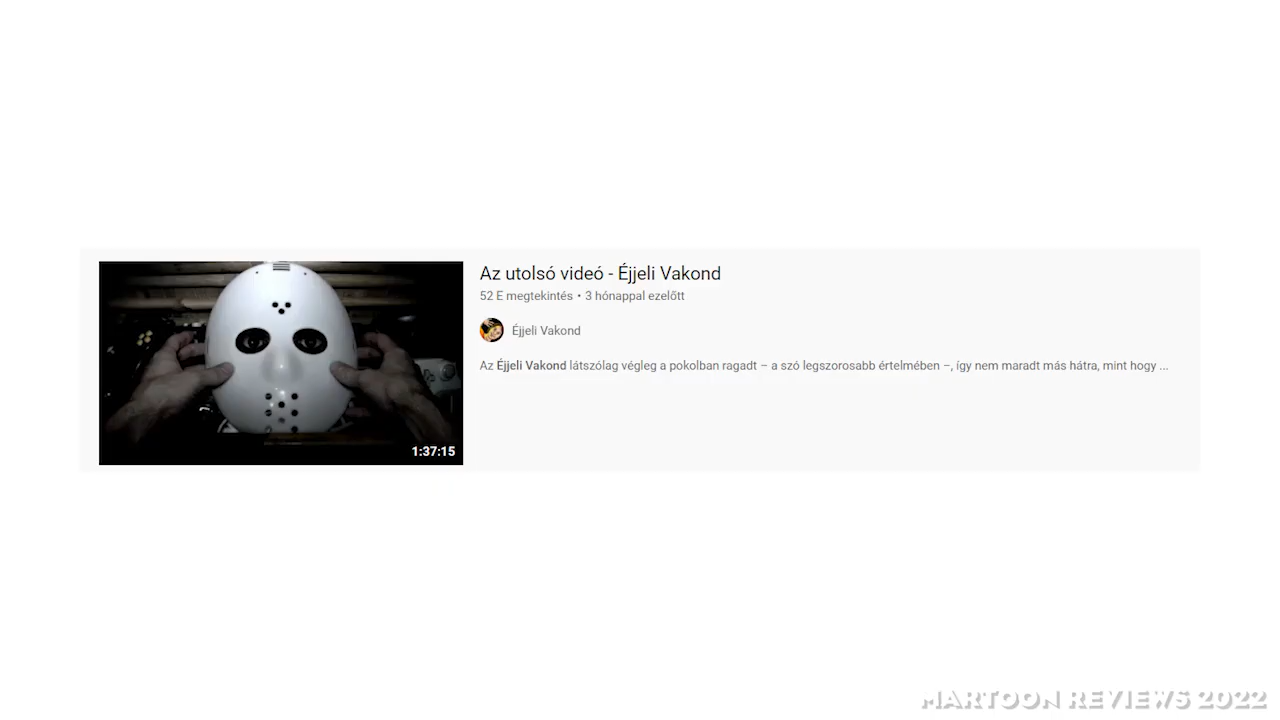 Az utolsó videó - Éjjeli Vakond
52 E megtekintés • 3 hónappal ezelőtt
Éjjeli Vakond
Az Éjjeli Vakond látszólag végleg a pokolban ragadt – a szó legszorosabb értelmében –, így nem maradt más hátra, mint hogy ...
1:37:15
MARTOON REVIEWS 2022